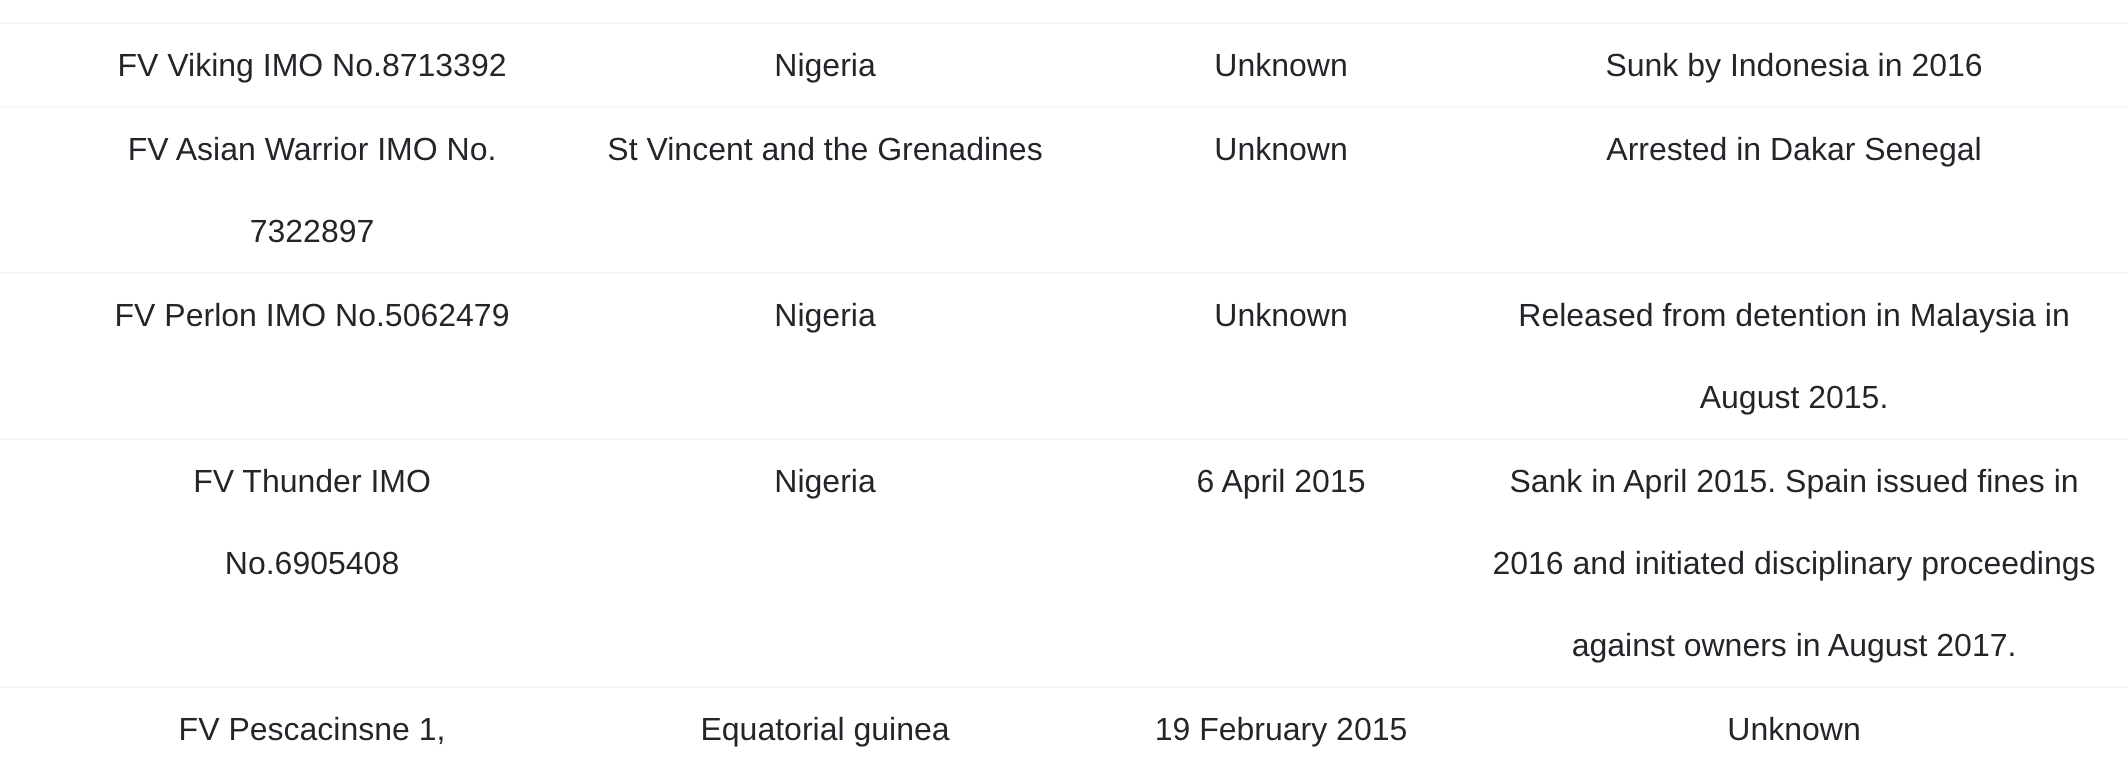 FV Viking IMO No.8713392 Nigeria Unknown Sunk by Indonesia in 2016
FV Asian Warrior IMO No. St Vincent and the Grenadines Unknown Arrested in Dakar Senegal
7322897
FV Perlon IMO No.5062479 Nigeria Unknown Released from detention in Malaysia in
August 2015.
FV Thunder IMO Nigeria 6 April 2015 Sank in April 2015. Spain issued fines in
No.6905408 2016 and initiated disciplinary proceedings
against owners in August 2017.
FV Pescacinsne 1, Equatorial guinea 19 February 2015 Unknown